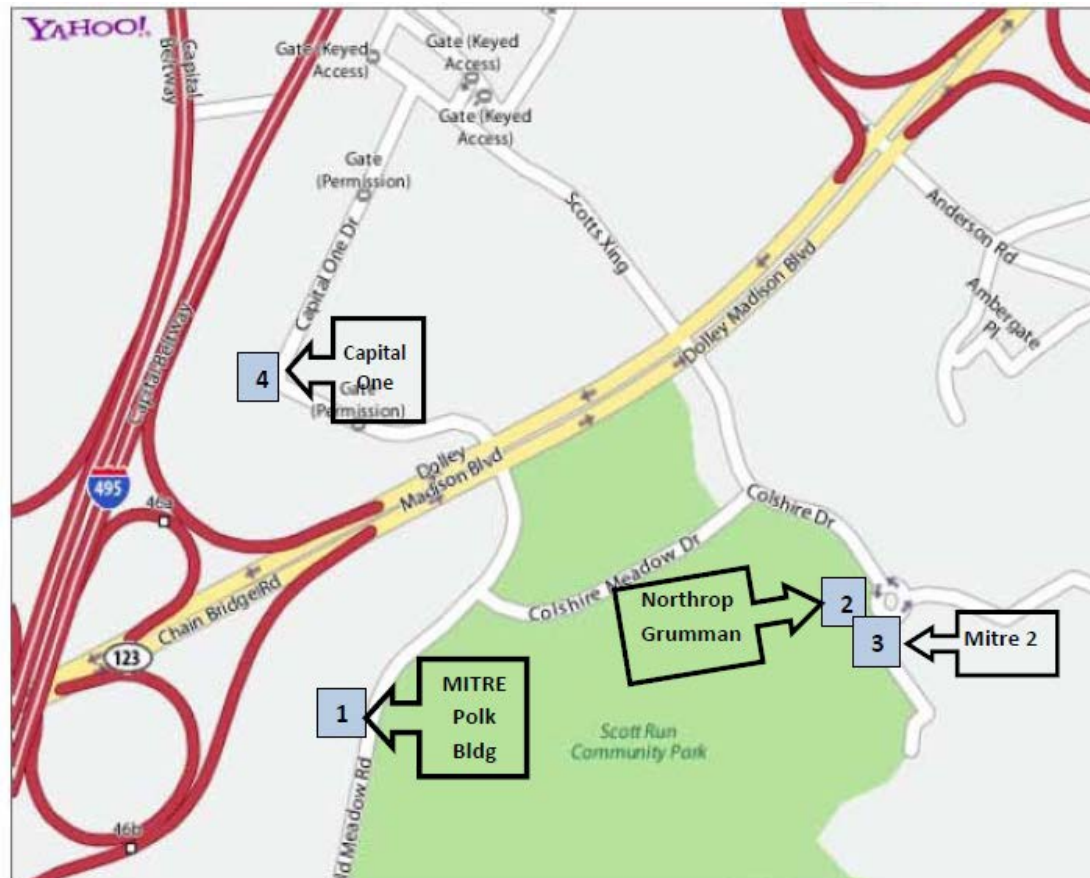 YAHOO!
Capital
Beltway
Gate (Keyed
Access)
Gate (Keyed
Access)
Gate (Keyed
Access)
Gate
(Permission)
Scotts Xing
Anderson Rd
Ambergate
Pl
Capital One Dr
Dolley Madison Blvd
Capital Beltway
4
Capital
One
Gate
(Permission)
Dolley
Madison Blvd
495
46a
Colshire Dr
Colshire Meadow Dr
Chain Bridge Rd
123
Northrop
Grumman
2
3
Mitre 2
1
MITRE
Polk
Bldg
Scott Run
Community Park
ld Meadow Rd
46b